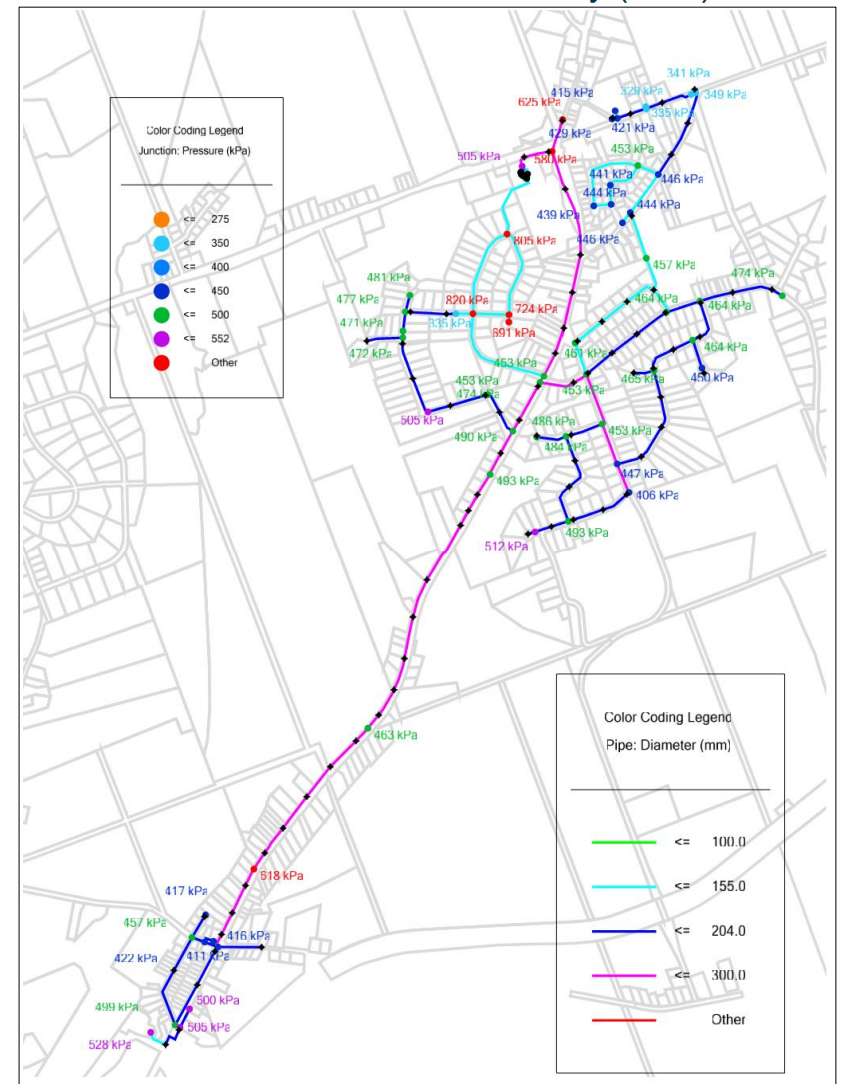 Color Coding Legend
Junction: Pressure (kPa)
<= 275
<= 350
<= 400
<= 450
<= 500
<= 552
Other
341 kPa
349 kPa
335 kPa
415 kPa
421 kPa
625 kPa
429 kPa
580 kPa
505 kPa
453 kPa
441 kPa
446 kPa
444 kPa
444 kPa
439 kPa
446 kPa
805 kPa
457 kPa
474 kPa
481 kPa
477 kPa
464 kPa
464 kPa
820 kPa
724 kPa
335 kPa
691 kPa
471 kPa
472 kPa
461 kPa
464 kPa
453 kPa
453 kPa
453 kPa
465 kPa
450 kPa
474 kPa
505 kPa
486 kPa
453 kPa
490 kPa
484 kPa
447 kPa
493 kPa
406 kPa
493 kPa
512 kPa
463 kPa
618 kPa
417 kPa
457 kPa
416 kPa
422 kPa
411 kPa
500 kPa
499 kPa
505 kPa
528 kPa
Color Coding Legend
Pipe: Diameter (mm)
<= 100.0
<= 155.0
<= 204.0
<= 300.0
Other